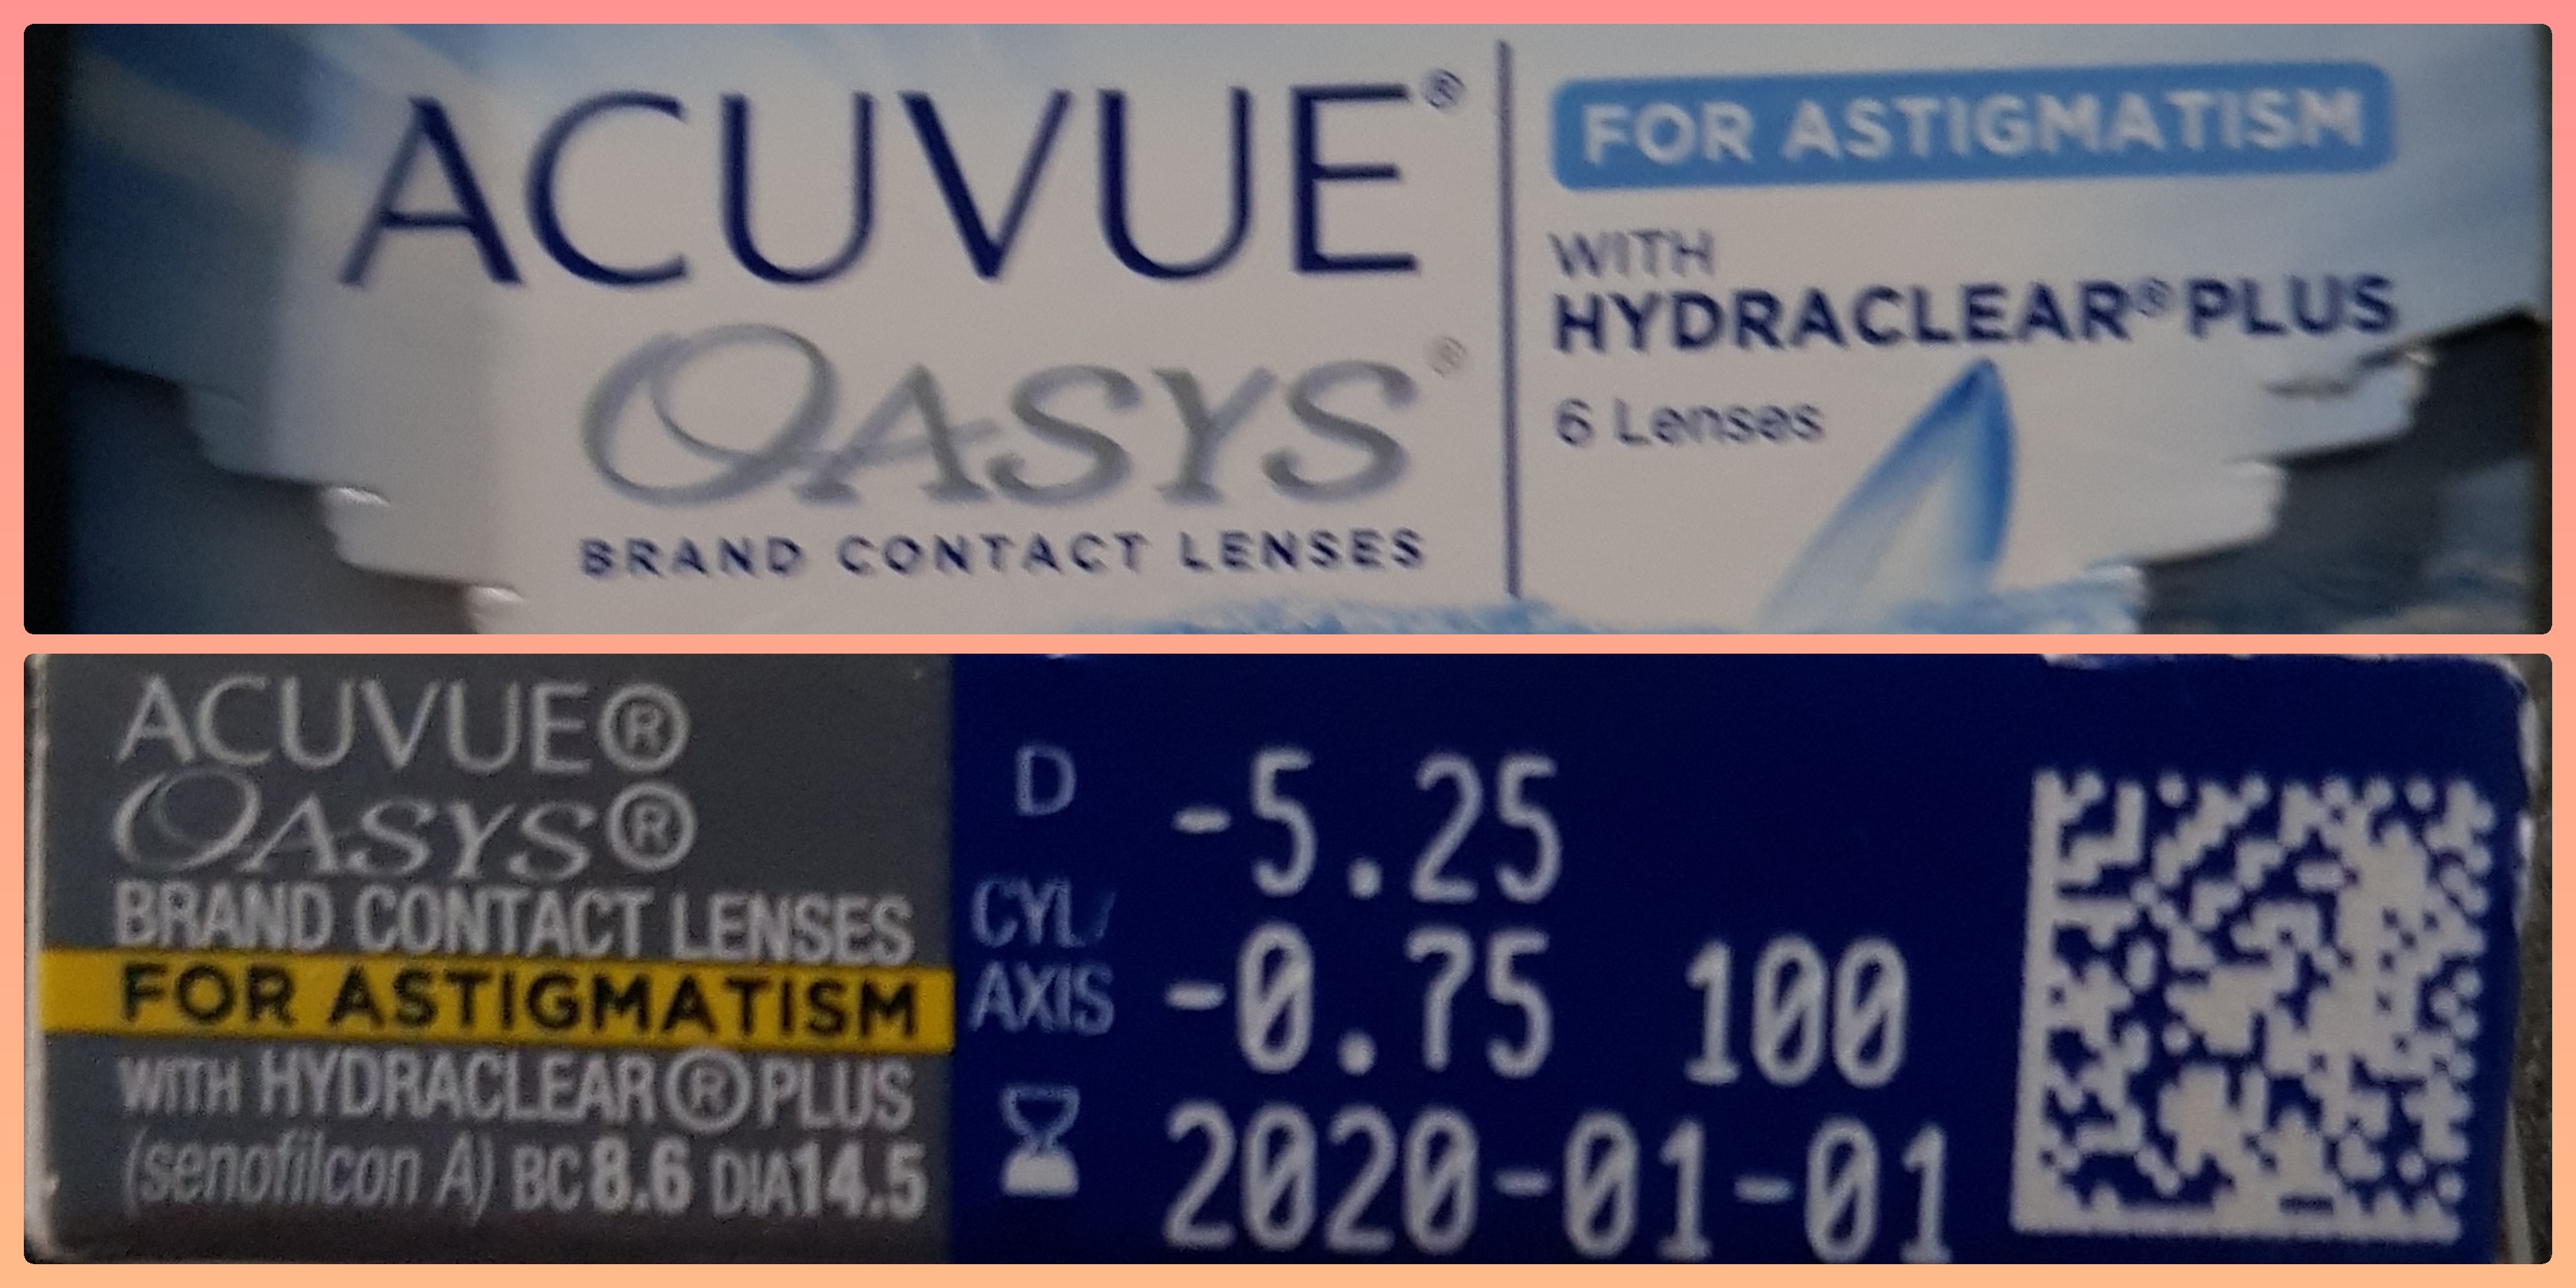 ACUVUE®
OASYS®
BRAND CONTACT LENSES
FOR ASTIGMATISM
WITH
HYDRACLEAR® PLUS
6 Lenses
ACUVUE®
OASYS®
BRAND CONTACT LENSES
FOR ASTIGMATISM
WITH HYDRACLEAR® PLUS
(senofilcon A) BC 8.6 DIA 14.5
D -5.25
CYL/
AXIS -0.75 100
2020-01-01